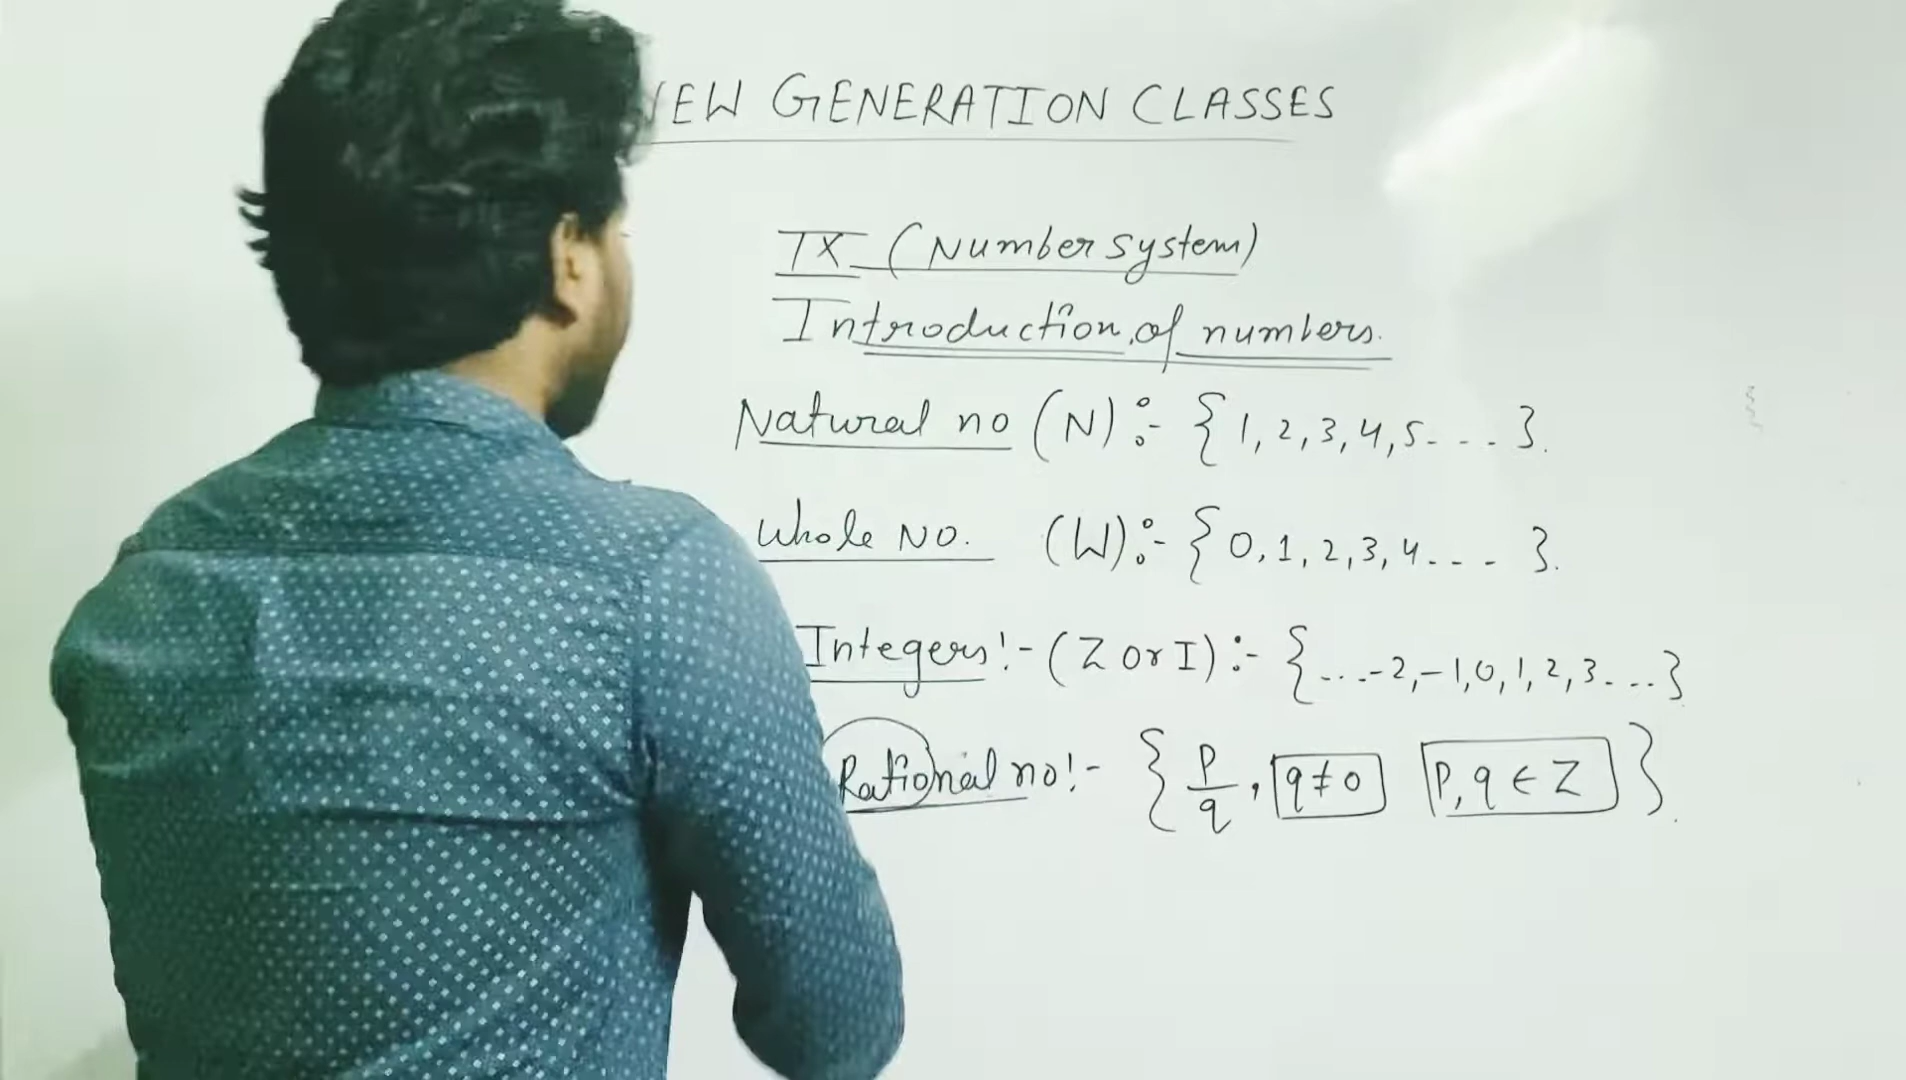 NEW GENERATION CLASSES
IX (Number system)
Introduction of numbers.
Natural no (N) :- {1, 2, 3, 4, 5- - - -}.
Whole No. (W) :- {0, 1, 2, 3, 4 - - - - }.
Integers :- (Z or I) :- {- - - -2, -1, 0, 1, 2, 3 - - - -}
Rational no :- {p/q, q ≠ 0 p, q ∈ Z}.